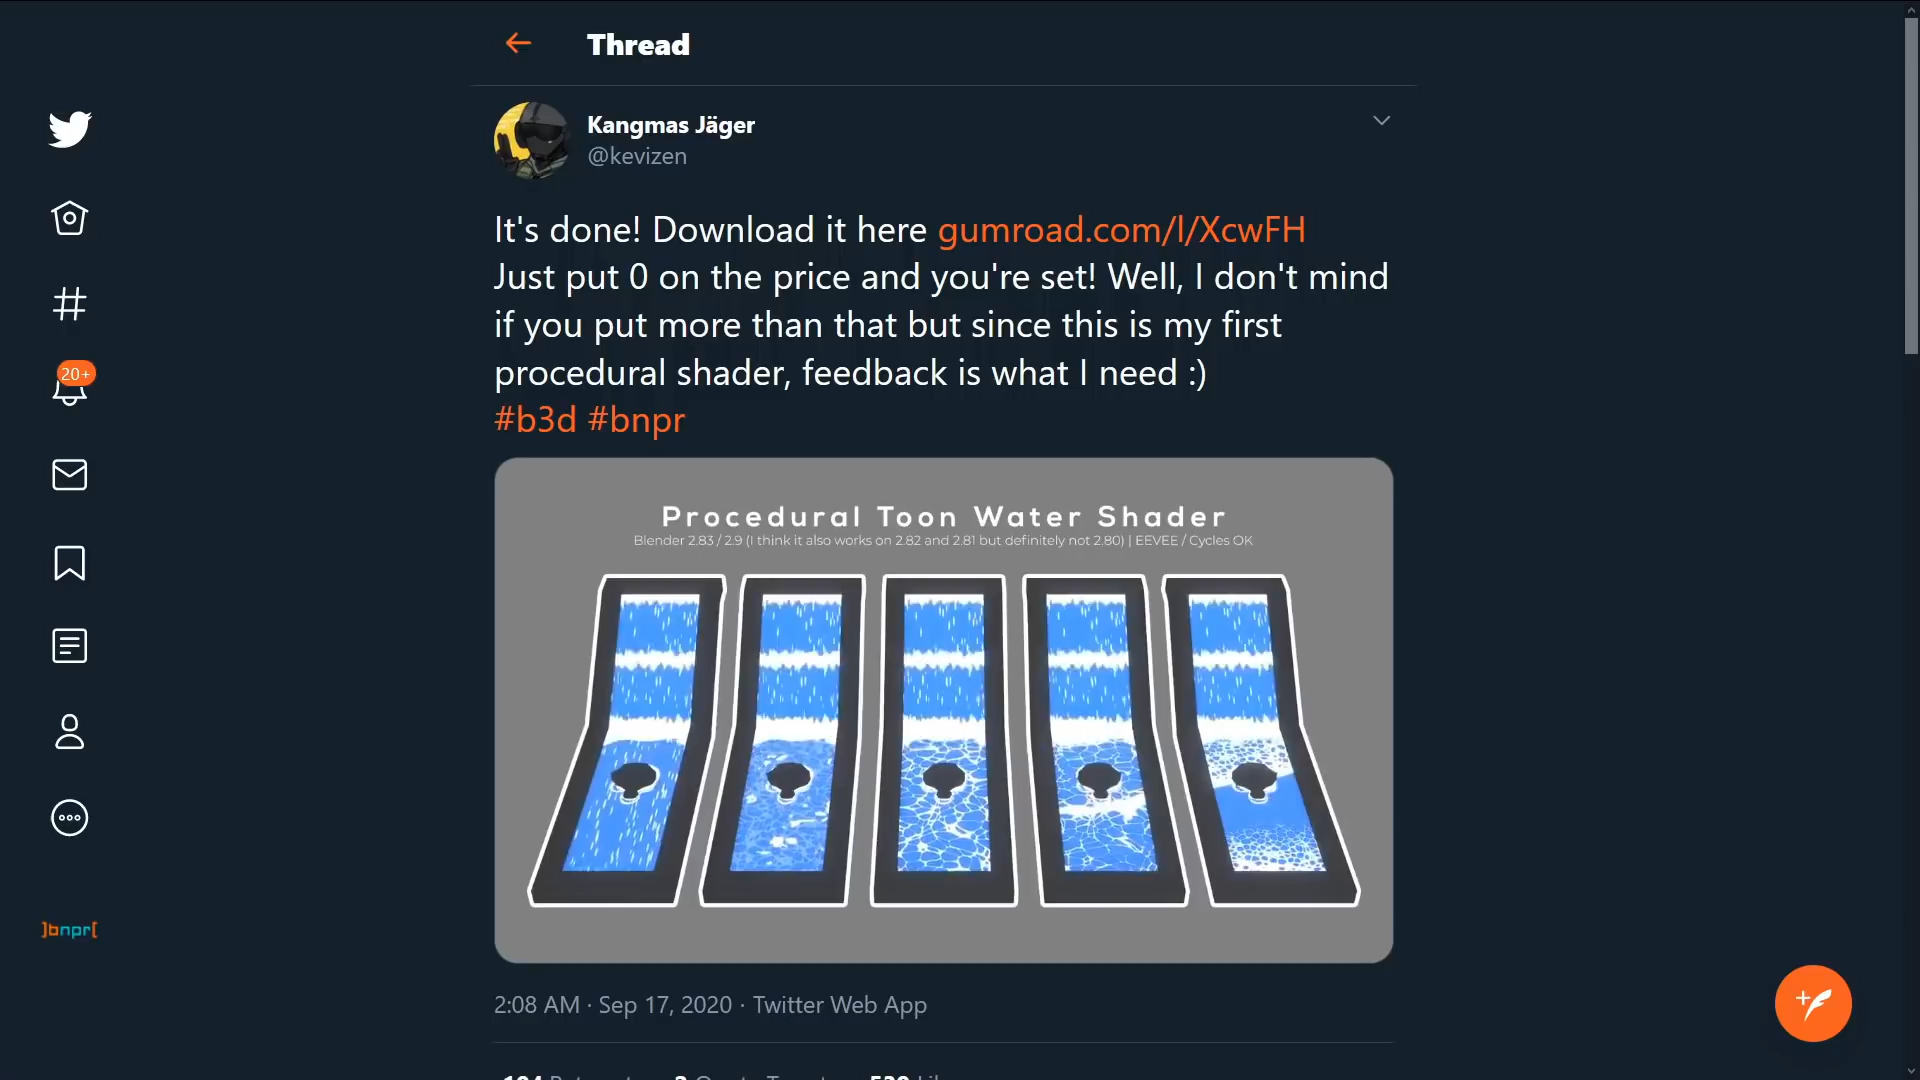 Thread
Kangmas Jäger
@kevizen
It's done! Download it here gumroad.com/l/XcwFH
Just put 0 on the price and you're set! Well, I don't mind
if you put more than that but since this is my first
procedural shader, feedback is what I need :)
#b3d #bnpr
20+
Procedural Toon Water Shader
Blender 2.83 / 2.9 (I think it also works on 2.82 and 2.81 but definitely not 2.80) | EEVEE / Cycles OK
]bnpr[
2:08 AM · Sep 17, 2020 · Twitter Web App